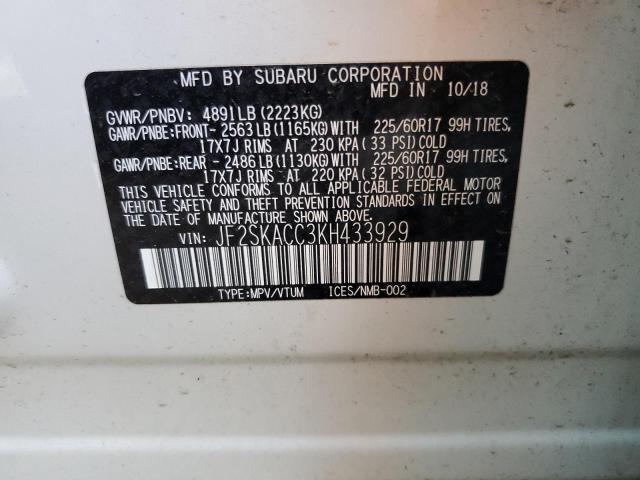 MFD BY SUBARU CORPORATION
MFD IN 10/18
GVWR/PNBV: 4891LB (2223KG)
GAWR/PNBE:FRONT- 2563LB (1165KG) WITH 225/60R17 99H TIRES,
17X7J RIMS AT 230 KPA (33 PSI) COLD
GAWR/PNBE:REAR - 2486LB (1130KG) WITH 225/60R17 99H TIRES,
17X7J RIMS AT 220 KPA (32 PSI) COLD
THIS VEHICLE CONFORMS TO ALL APPLICABLE FEDERAL MOTOR
VEHICLE SAFETY AND THEFT PREVENTION STANDARDS IN EFFECT ON
THE DATE OF MANUFACTURE SHOWN ABOVE.
VIN: JF2SKACC3KH433929
TYPE:MPV/VTUM ICES/NMB-002